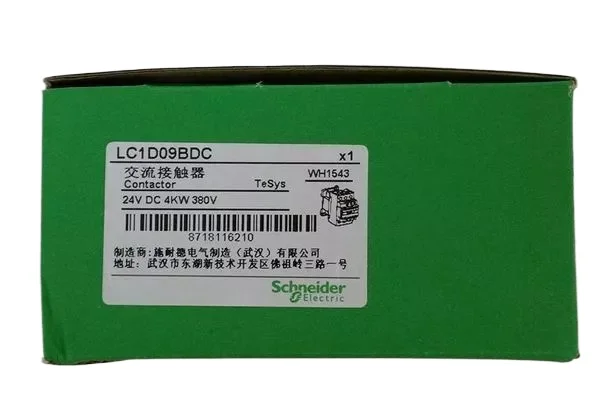 LC1D09BDC x1
交流接触器
Contactor TeSys WH1543
24V DC 4KW 380V
8718116210
制造商: 施耐德电气制造（武汉）有限公司
地址: 武汉市东湖新技术开发区佛祖岭三路一号
Schneider
Electric